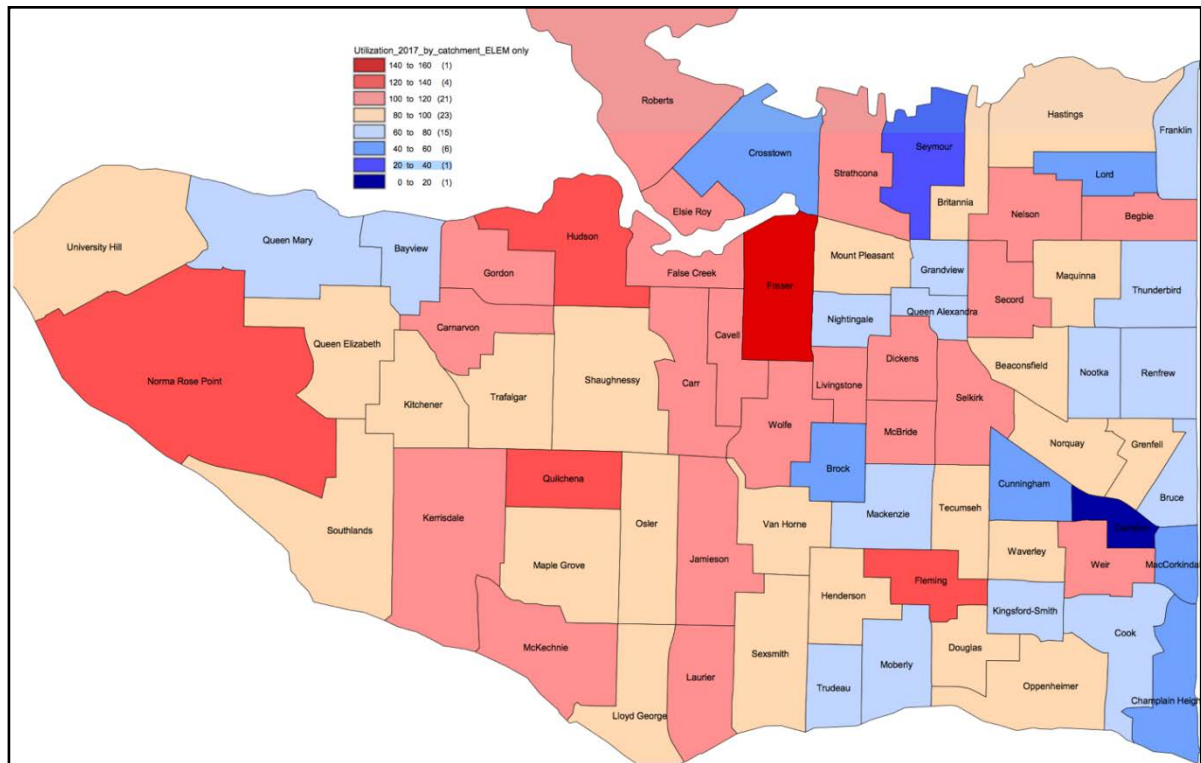 Utilization_2017_by_catchment_ELEM only
140 to 160 (1)
120 to 140 (4)
100 to 120 (21)
80 to 100 (23)
60 to 80 (15)
40 to 60 (6)
20 to 40 (1)
0 to 20 (1)
Roberts
Hastings
Franklin
Crosstown
Seymour
Strathcona
Lord
Britannia
Elsie Roy
Nelson
Begbie
University Hill
Queen Mary
Bayview
Hudson
Gordon
False Creek
Mount Pleasant
Grandview
Maquinna
Fraser
Thunderbird
Secord
Queen Alexandra
Nightingale
Carnarvon
Cavell
Queen Elizabeth
Dickens
Beaconsfield
Nootka
Renfrew
Norma Rose Point
Shaughnessy
Carr
Livingstone
Trafalgar
Selkirk
Kitchener
Wolfe
McBride
Norquay
Grenfell
Brock
Quilchena
Cunningham
Bruce
Kerrisdale
Osler
Tecumseh
Mackenzie
Van Horne
Southlands
Waverley
Maple Grove
Jamieson
Weir
MacCorkindal
Fleming
Henderson
Kingsford-Smith
Cook
McKechnie
Douglas
Sexsmith
Moberly
Laurier
Oppenheimer
Trudeau
Champlain Heigh
Lloyd George